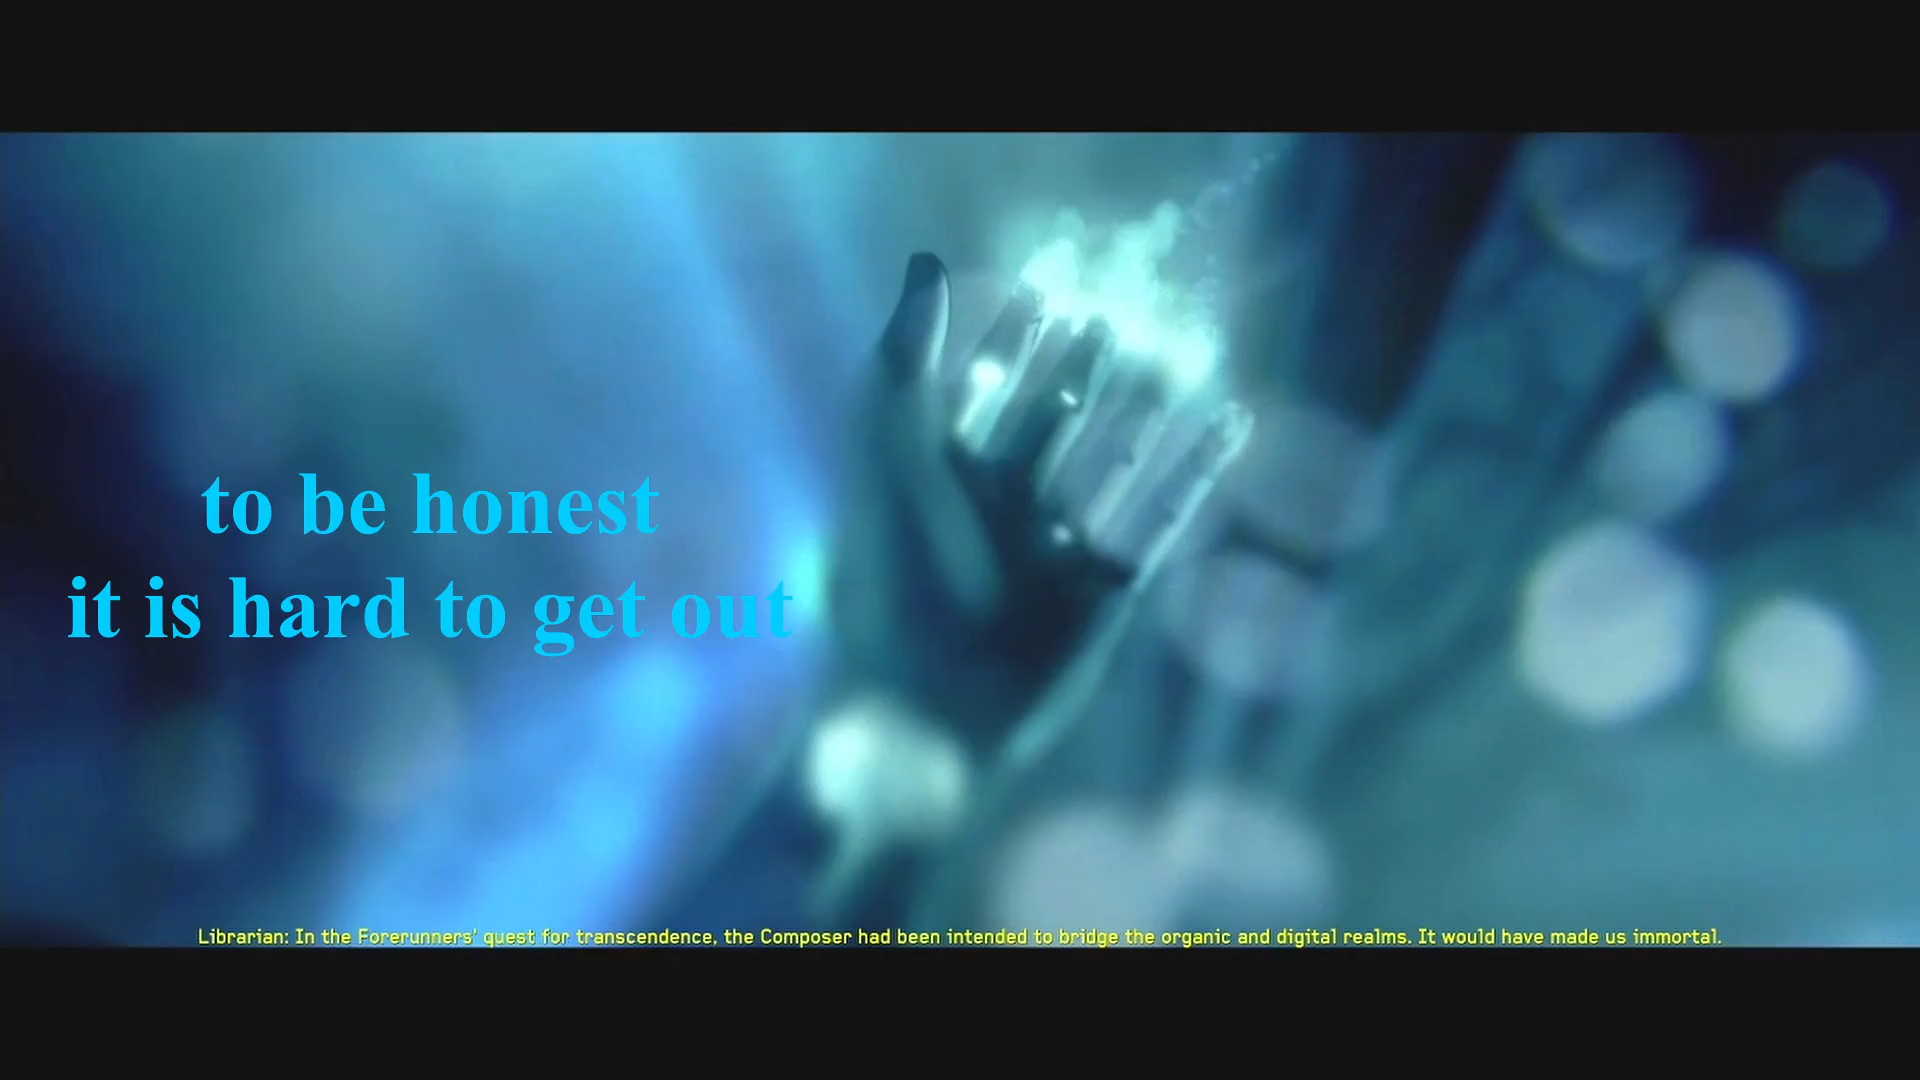 to be honest
it is hard to get out
Librarian: In the Forerunners' quest for transcendence, the Composer had been intended to bridge the organic and digital realms. It would have made us immortal.